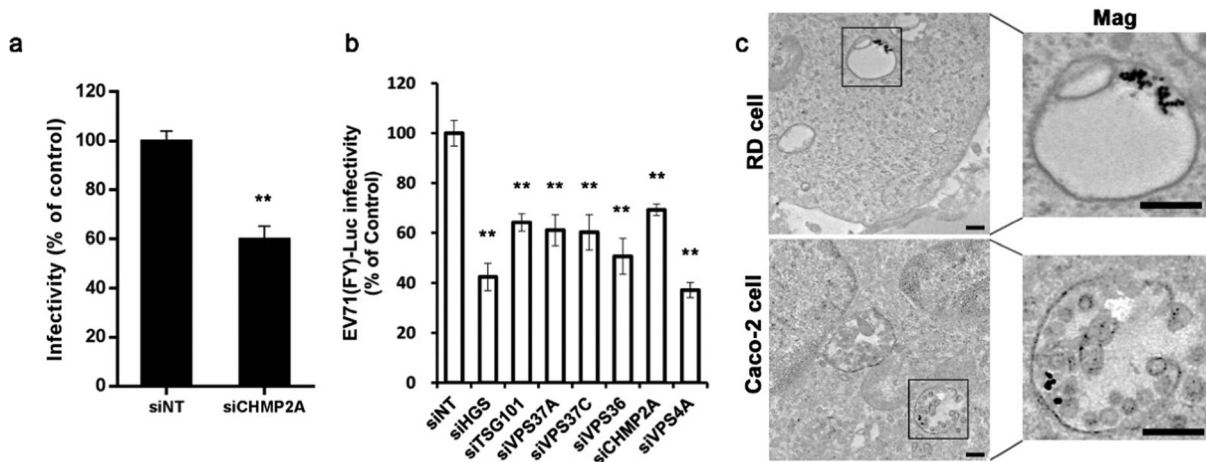 a
Infectivity (% of control)
120
100
80
60
40
20
0
**
siNT
siCHMP2A
b
EV71(FY)-Luc infectivity
(% of Control)
120
100
80
60
40
20
0
**
**
**
**
**
**
**
siNT
siHGS
siTSG101
siVPS37A
siVPS37C
siVPS36
siCHMP2A
siVPS4A
c
Mag
RD cell
Caco-2 cell